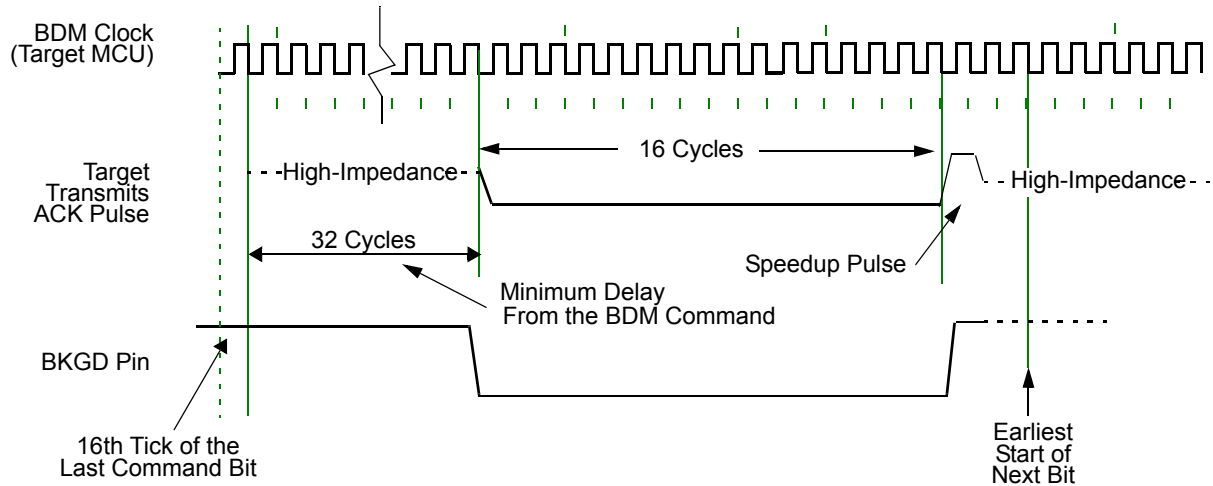 BDM Clock
(Target MCU)
16 Cycles
Target
Transmits
ACK Pulse
High-Impedance
High-Impedance
32 Cycles
Speedup Pulse
Minimum Delay
From the BDM Command
BKGD Pin
16th Tick of the
Last Command Bit
Earliest
Start of
Next Bit